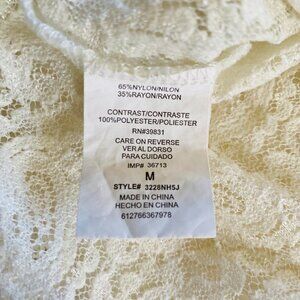 65%NYLON/NILON
35%RAYON/RAYON
CONTRAST/CONTRASTE
100%POLYESTER/POLIESTER
RN#39831
CARE ON REVERSE
VER AL DORSO
PARA CUIDADO
IMP# 36713
M
STYLE# 3228NH5J
MADE IN CHINA
HECHO EN CHINA
612766367978